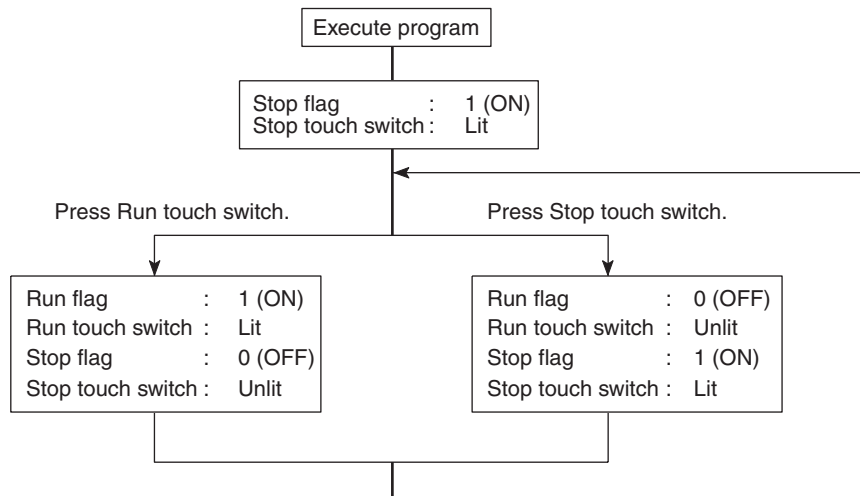 Execute program
Stop flag : 1 (ON)
Stop touch switch : Lit
Press Run touch switch.
Press Stop touch switch.
Run flag : 1 (ON)
Run touch switch : Lit
Stop flag : 0 (OFF)
Stop touch switch : Unlit
Run flag : 0 (OFF)
Run touch switch : Unlit
Stop flag : 1 (ON)
Stop touch switch : Lit